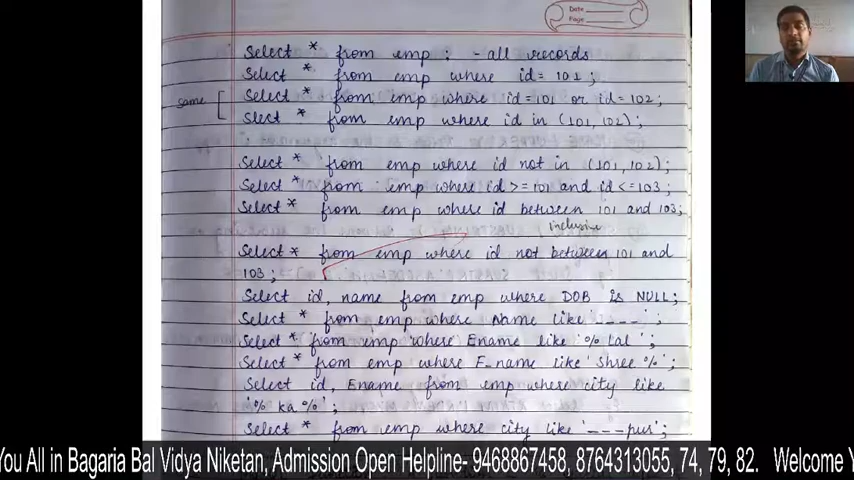 Date
Page
Select * from emp ; - all records
Select * from emp where id = 101 ;
same
Select * from emp where id=101 or id=102 ;
Slect * from emp where id in (101, 102) ;
Select * from emp where id not in (101, 102) ;
Select * from emp where id >= 101 and id <= 103 ;
Select * from emp where id between 101 and 103 ;
inclusive
Select * from emp where id not between 101 and
103 ;
Select id, name from emp where DOB is NULL ;
Select * from emp where Name like '_ _ _ _' ;
Select * from emp where Ename like '% Lal' ;
Select * from emp where E_name like 'Shree %' ;
Select id, Ename from emp where city like
'% ka %' ;
Select * from emp where city like '_ _ _ pur' ;
You All in Bagaria Bal Vidya Niketan, Admission Open Helpline- 9468867458, 8764313055, 74, 79, 82. Welcome Y